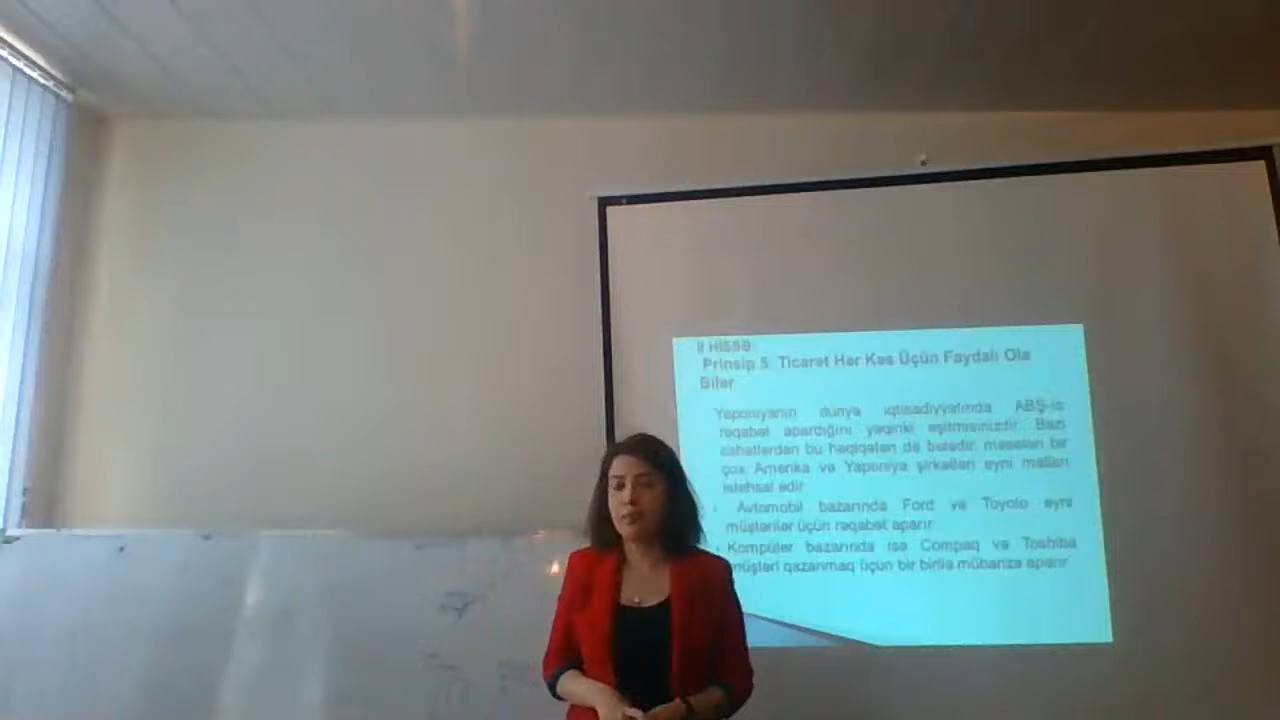 II HİSSƏ
Prinsip 5. Ticarət Hər Kəs Üçün Faydalı Ola
Bilər
Yaponiyanın dünya iqtisadiyyatında ABŞ-la
rəqabət apardığını yəqinki eşitmisinizdir. Bəzi
cəhətlərdən bu həqiqətən də belədir, məsələn bir
çox Amerika və Yaponiya şirkətləri eyni malları
istehsal edir
Avtomobil bazarında Ford və Toyoto eyni
müştərilər üçün rəqabət aparır
Kompüter bazarında isə Compaq və Toshiba
qazanmaq üçün bir birilə mübarizə aparır